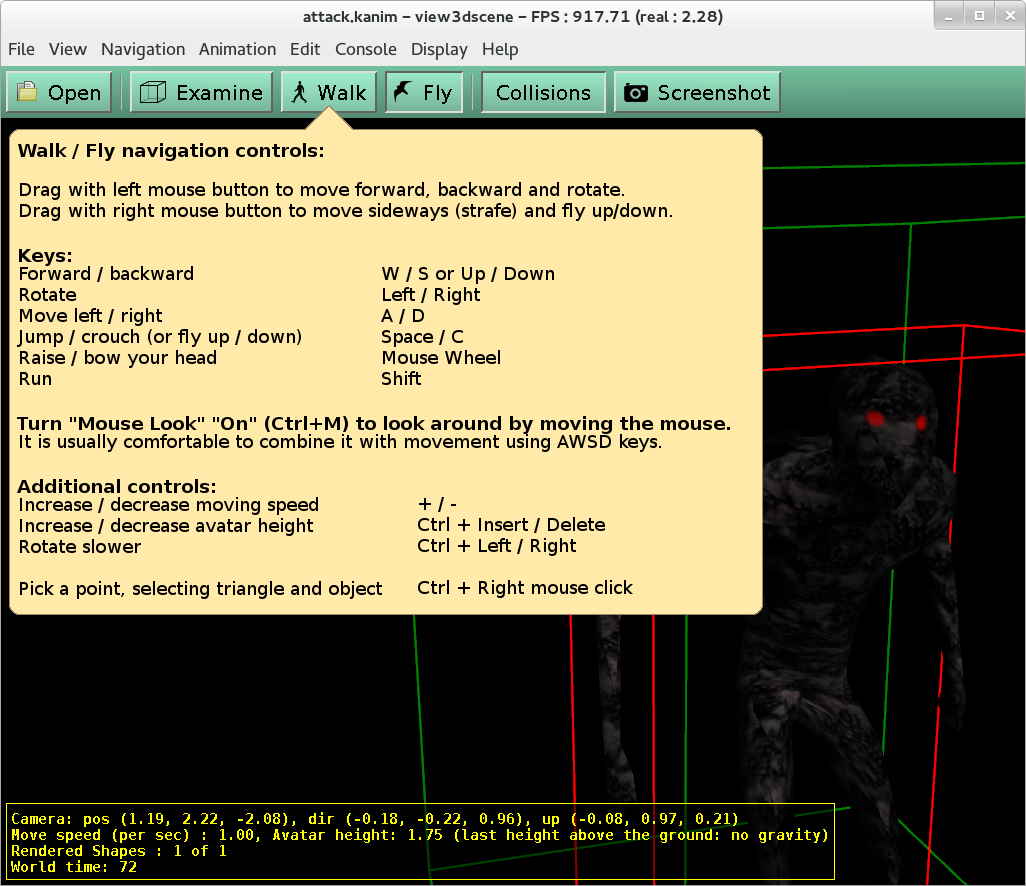 attack.kanim – view3dscene – FPS : 917.71 (real : 2.28)
File View Navigation Animation Edit Console Display Help
Open Examine Walk Fly Collisions Screenshot
Walk / Fly navigation controls:
Drag with left mouse button to move forward, backward and rotate.
Drag with right mouse button to move sideways (strafe) and fly up/down.
Keys:
Forward / backward W / S or Up / Down
Rotate Left / Right
Move left / right A / D
Jump / crouch (or fly up / down) Space / C
Raise / bow your head Mouse Wheel
Run Shift
Turn "Mouse Look" "On" (Ctrl+M) to look around by moving the mouse.
It is usually comfortable to combine it with movement using AWSD keys.
Additional controls:
Increase / decrease moving speed + / -
Increase / decrease avatar height Ctrl + Insert / Delete
Rotate slower Ctrl + Left / Right
Pick a point, selecting triangle and object Ctrl + Right mouse click
Camera: pos (1.19, 2.22, -2.08), dir (-0.18, -0.22, 0.96), up (-0.08, 0.97, 0.21)
Move speed (per sec) : 1.00, Avatar height: 1.75 (last height above the ground: no gravity)
Rendered Shapes : 1 of 1
World time: 72